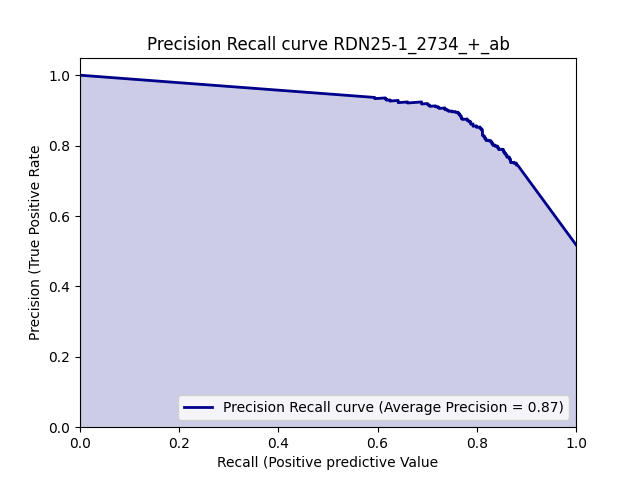 Precision Recall curve RDN25-1_2734_+_ab
Precision (True Positive Rate
1.0
0.8
0.6
0.4
0.2
0.0
Precision Recall curve (Average Precision = 0.87)
0.0 0.2 0.4 0.6 0.8 1.0
Recall (Positive predictive Value